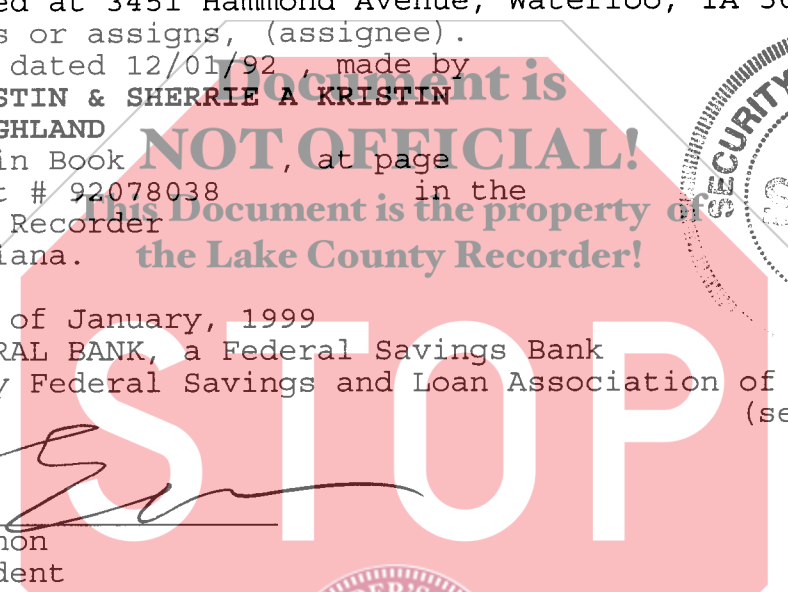 ed at 3451 Hammond Avenue, Waterloo, IA 50
s or assigns, (assignee).
dated 12/01/92 , made by
STIN & SHERRIE A KRISTIN
GHLAND
in Book , at page
t # 92078038 in the
Recorder
iana.
Document is
NOT OFFICIAL!
This Document is the property of
the Lake County Recorder!
SECURITY
of January, 1999
RAL BANK, a Federal Savings Bank
y Federal Savings and Loan Association of
(se
STOP
non
dent